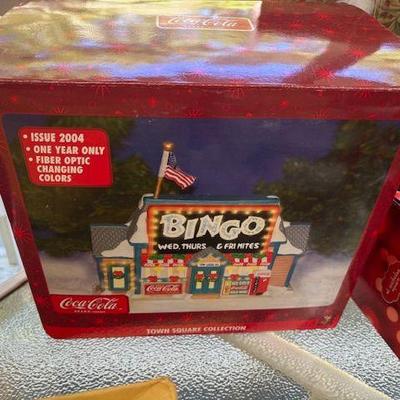 Coca-Cola
• ISSUE 2004
• ONE YEAR ONLY
• FIBER OPTIC
CHANGING
COLORS
BINGO
WED, THURS & FRI NITES
Coca-Cola
Coca-Cola
BRAND
TOWN SQUARE COLLECTION